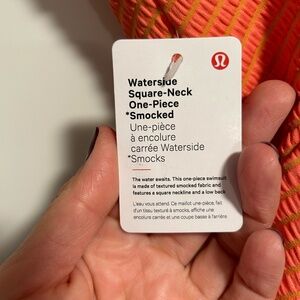 Waterside
Square-Neck
One-Piece
*Smocked
Une-pièce
à encolure
carrée Waterside
*Smocks
The water awaits. This one-piece swimsuit
is made of textured smocked fabric and
features a square neckline and a low back
L'eau vous attend. Ce maillot une-pièce, fait
d'un tissu texturé à smocks, affiche une
encolure carrée et une coupe basse à l'arrière